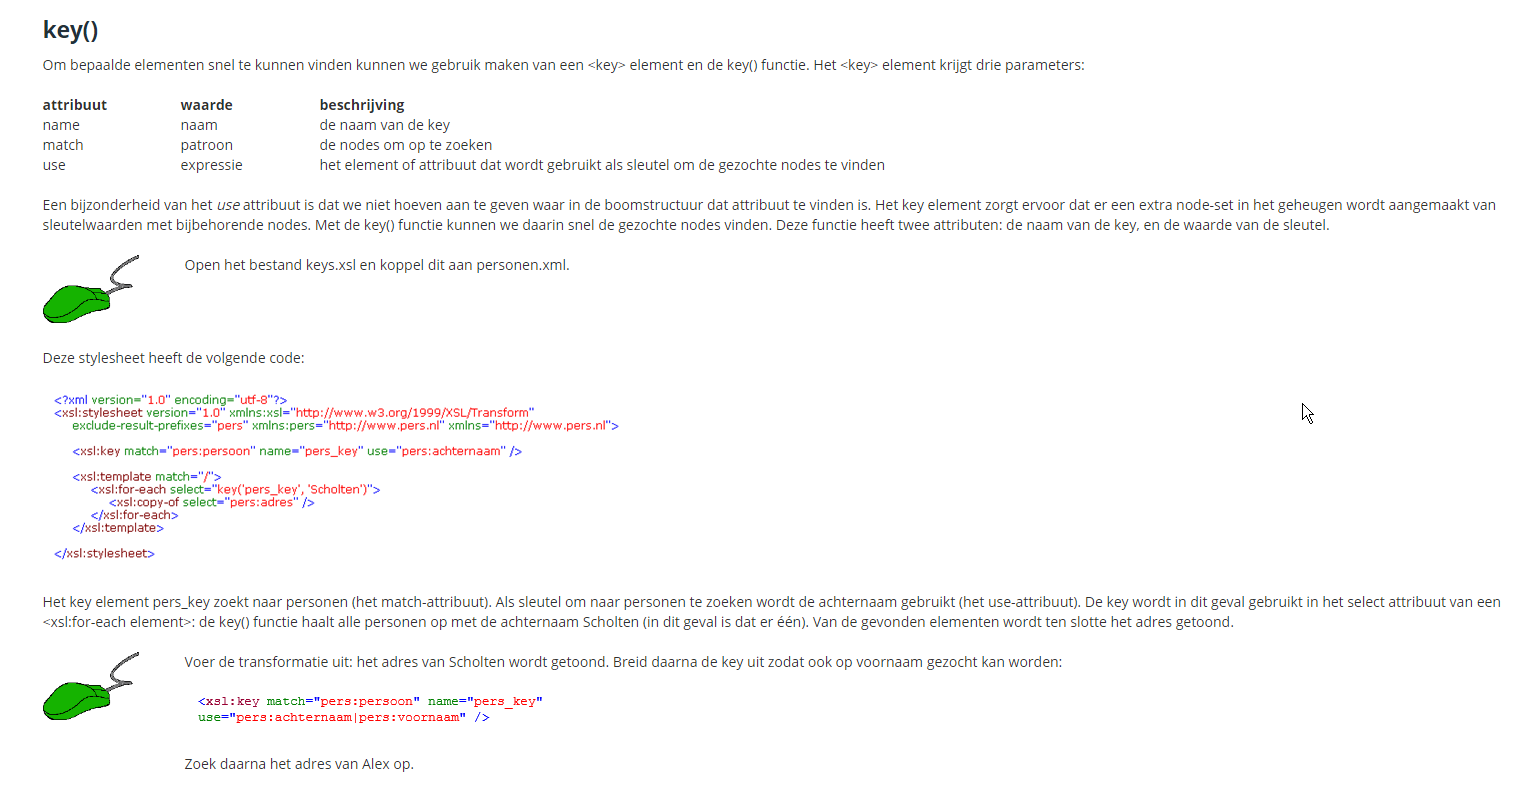 key()
Om bepaalde elementen snel te kunnen vinden kunnen we gebruik maken van een <key> element en de key() functie. Het <key> element krijgt drie parameters:
attribuut waarde beschrijving
name naam de naam van de key
match patroon de nodes om op te zoeken
use expressie het element of attribuut dat wordt gebruikt als sleutel om de gezochte nodes te vinden
Een bijzonderheid van het use attribuut is dat we niet hoeven aan te geven waar in de boomstructuur dat attribuut te vinden is. Het key element zorgt ervoor dat er een extra node-set in het geheugen wordt aangemaakt van
sleutelwaarden met bijbehorende nodes. Met de key() functie kunnen we daarin snel de gezochte nodes vinden. Deze functie heeft twee attributen: de naam van de key, en de waarde van de sleutel.
Open het bestand keys.xsl en koppel dit aan personen.xml.
Deze stylesheet heeft de volgende code:
<?xml version="1.0" encoding="utf-8"?>
<xsl:stylesheet version="1.0" xmlns:xsl="http://www.w3.org/1999/XSL/Transform"
exclude-result-prefixes="pers" xmlns:pers="http://www.pers.nl" xmlns="http://www.pers.nl">
<xsl:key match="pers:persoon" name="pers_key" use="pers:achternaam" />
<xsl:template match="/">
<xsl:for-each select="key('pers_key', 'Scholten')">
<xsl:copy-of select="pers:adres" />
</xsl:for-each>
</xsl:template>
</xsl:stylesheet>
Het key element pers_key zoekt naar personen (het match-attribuut). Als sleutel om naar personen te zoeken wordt de achternaam gebruikt (het use-attribuut). De key wordt in dit geval gebruikt in het select attribuut van een
<xsl:for-each element>: de key() functie haalt alle personen op met de achternaam Scholten (in dit geval is dat er één). Van de gevonden elementen wordt ten slotte het adres getoond.
Voer de transformatie uit: het adres van Scholten wordt getoond. Breid daarna de key uit zodat ook op voornaam gezocht kan worden:
<xsl:key match="pers:persoon" name="pers_key"
use="pers:achternaam|pers:voornaam" />
Zoek daarna het adres van Alex op.